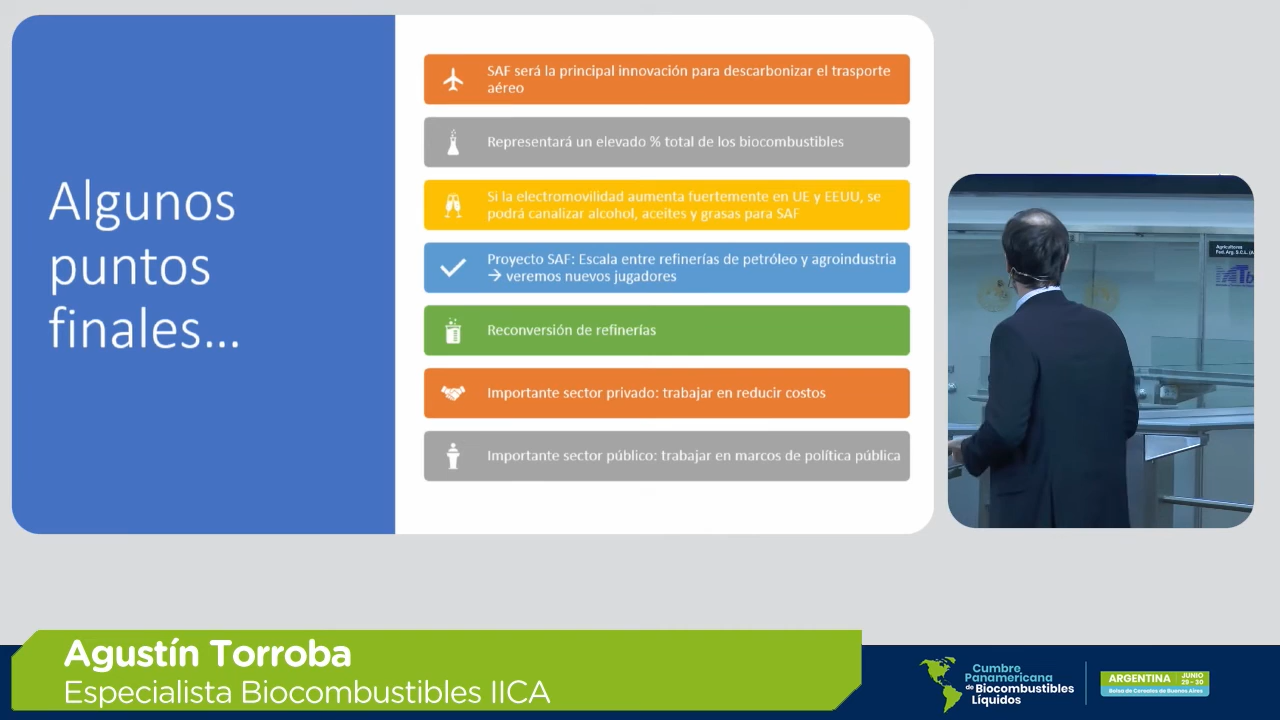 Algunos
puntos
finales...
SAF será la principal innovación para descarbonizar el trasporte
aéreo
Representará un elevado % total de los biocombustibles
Si la electromovilidad aumenta fuertemente en UE y EEUU, se
podrá canalizar alcohol, aceites y grasas para SAF
Proyecto SAF: Escala entre refinerías de petróleo y agroindustria
→ veremos nuevos jugadores
Reconversión de refinerías
Importante sector privado: trabajar en reducir costos
Importante sector público: trabajar en marcos de política pública
Agricultores
Fed. Arg. S.C.L. (A
MTb
Agustín Torroba
Especialista Biocombustibles IICA
Cumbre
Panamericana
de Biocombustibles
Líquidos
ARGENTINA
JUNIO
29 - 30
Bolsa de Cereales de Buenos Aires